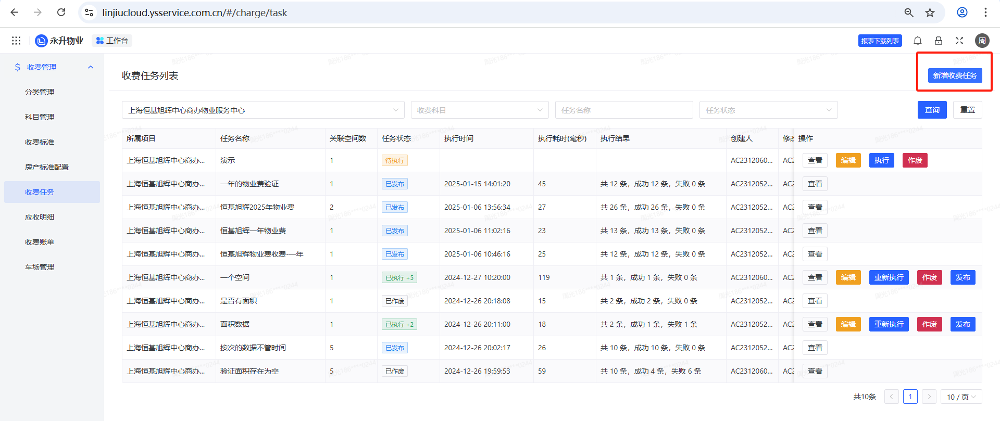 linjiucloud.ysservice.com.cn/#/charge/task
永升物业 工作台 报表下载列表 周
收费管理
分类管理
科目管理
收费标准
房产标准配置
收费任务
应收明细
收费账单
车场管理
收费任务列表 新增收费任务
上海恒基旭辉中心商办物业服务中心 收费科目 任务名称 任务状态 查询 重置
所属项目 任务名称 关联空间数 任务状态 执行时间 执行耗时(毫秒) 执行结果 创建人 修改 操作
上海恒基旭辉中心商办... 演示 1 待执行 AC2312060... AC2 查看 编辑 执行 作废
上海恒基旭辉中心商办... 一年的物业费验证 1 已发布 2025-01-15 14:01:20 45 共 12 条，成功 12 条，失败 0 条 AC2312052... AC2 查看
上海恒基旭辉中心商办... 恒基旭辉2025年物业费 2 已发布 2025-01-06 13:56:34 27 共 26 条，成功 26 条，失败 0 条 AC2312052... AC2 查看
上海恒基旭辉中心商办... 恒基旭辉一年物业费 1 已发布 2025-01-06 11:02:16 23 共 13 条，成功 13 条，失败 0 条 AC2312052... AC2 查看
上海恒基旭辉中心商办... 恒基旭辉物业费收费-一年 1 已发布 2025-01-06 10:46:16 25 共 12 条，成功 12 条，失败 0 条 AC2312052... AC2 查看
上海恒基旭辉中心商办... 一个空间 1 已执行 +5 2024-12-27 10:20:00 119 共 1 条，成功 1 条，失败 0 条 AC2312060... AC2 查看 编辑 重新执行 作废 发布
上海恒基旭辉中心商办... 是否有面积 1 已作废 2024-12-26 20:18:08 15 共 2 条，成功 2 条，失败 0 条 AC2312052... AC2 查看
上海恒基旭辉中心商办... 面积数据 1 已执行 +2 2024-12-26 20:11:00 18 共 2 条，成功 1 条，失败 1 条 AC2312052... AC2 查看 编辑 重新执行 作废 发布
上海恒基旭辉中心商办... 按次的数据不管时间 5 已发布 2024-12-26 20:02:17 26 共 10 条，成功 10 条，失败 0 条 AC2312052... AC2 查看
上海恒基旭辉中心商办... 验证面积存在为空 5 已作废 2024-12-26 19:59:53 59 共 10 条，成功 4 条，失败 6 条 AC2312060... AC2 查看
共10条 1 10 / 页